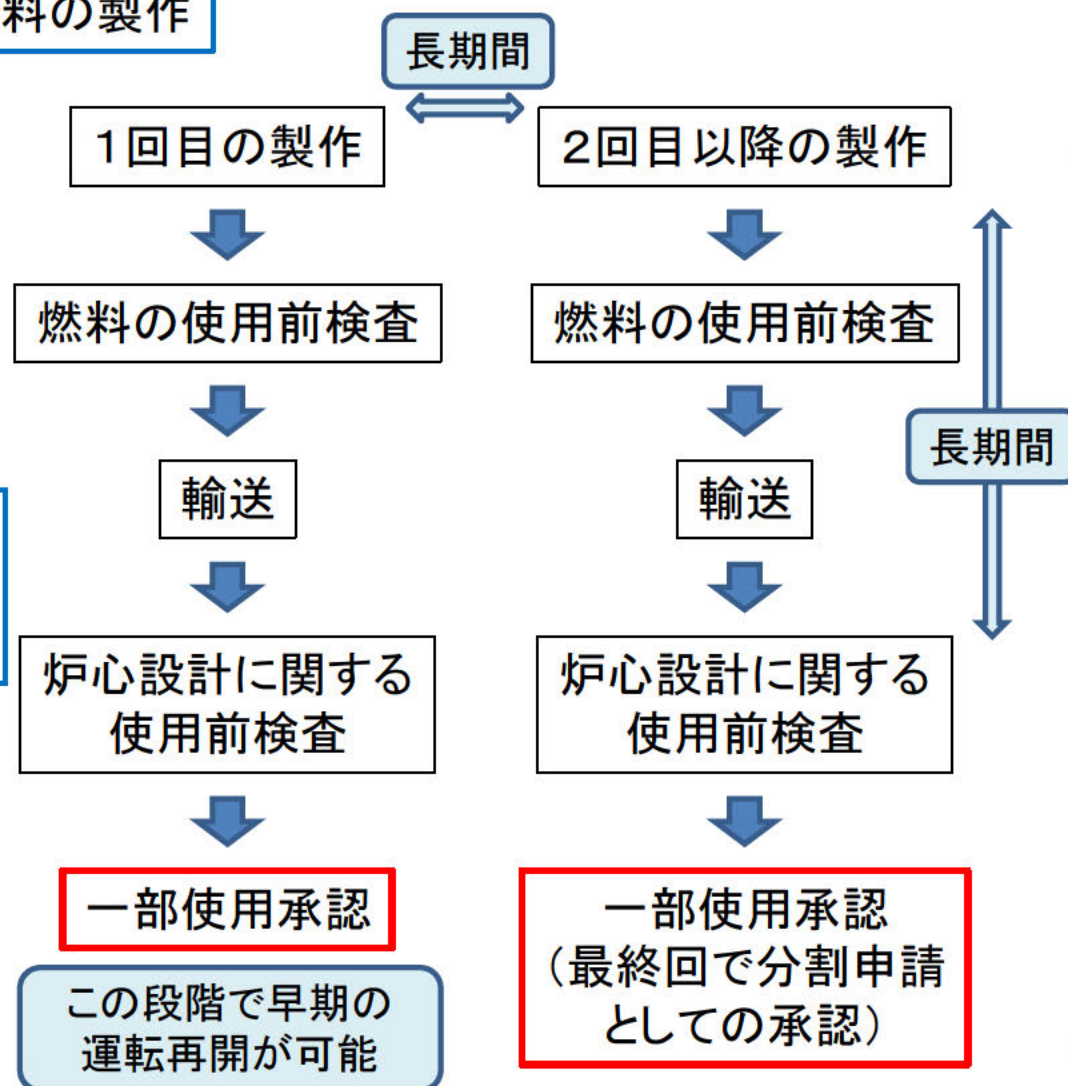 料の製作
長期間
1回目の製作
2回目以降の製作
燃料の使用前検査
燃料の使用前検査
輸送
輸送
長期間
炉心設計に関する
使用前検査
炉心設計に関する
使用前検査
一部使用承認
この段階で早期の
運転再開が可能
一部使用承認
(最終回で分割申請
としての承認)